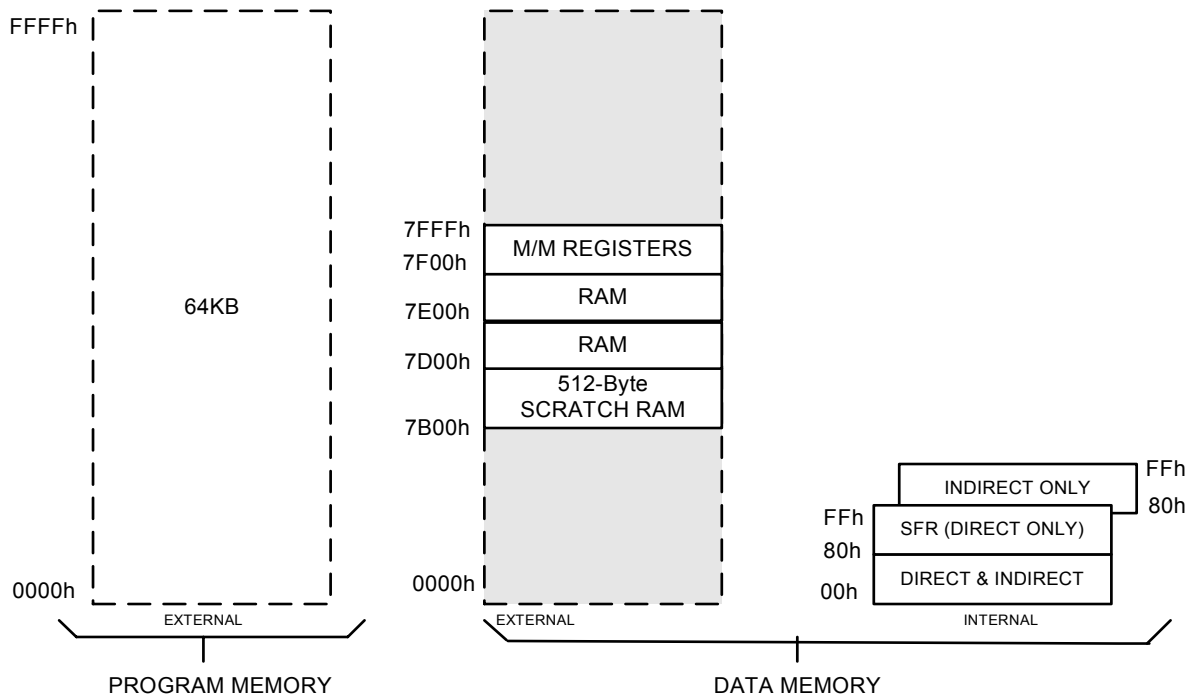 FFFFh
64KB
0000h
EXTERNAL
PROGRAM MEMORY
7FFFh
M/M REGISTERS
7F00h
RAM
7E00h
RAM
7D00h
512-Byte
SCRATCH RAM
7B00h
0000h
EXTERNAL
INDIRECT ONLY
FFh
80h
FFh
SFR (DIRECT ONLY)
80h
DIRECT & INDIRECT
00h
INTERNAL
DATA MEMORY